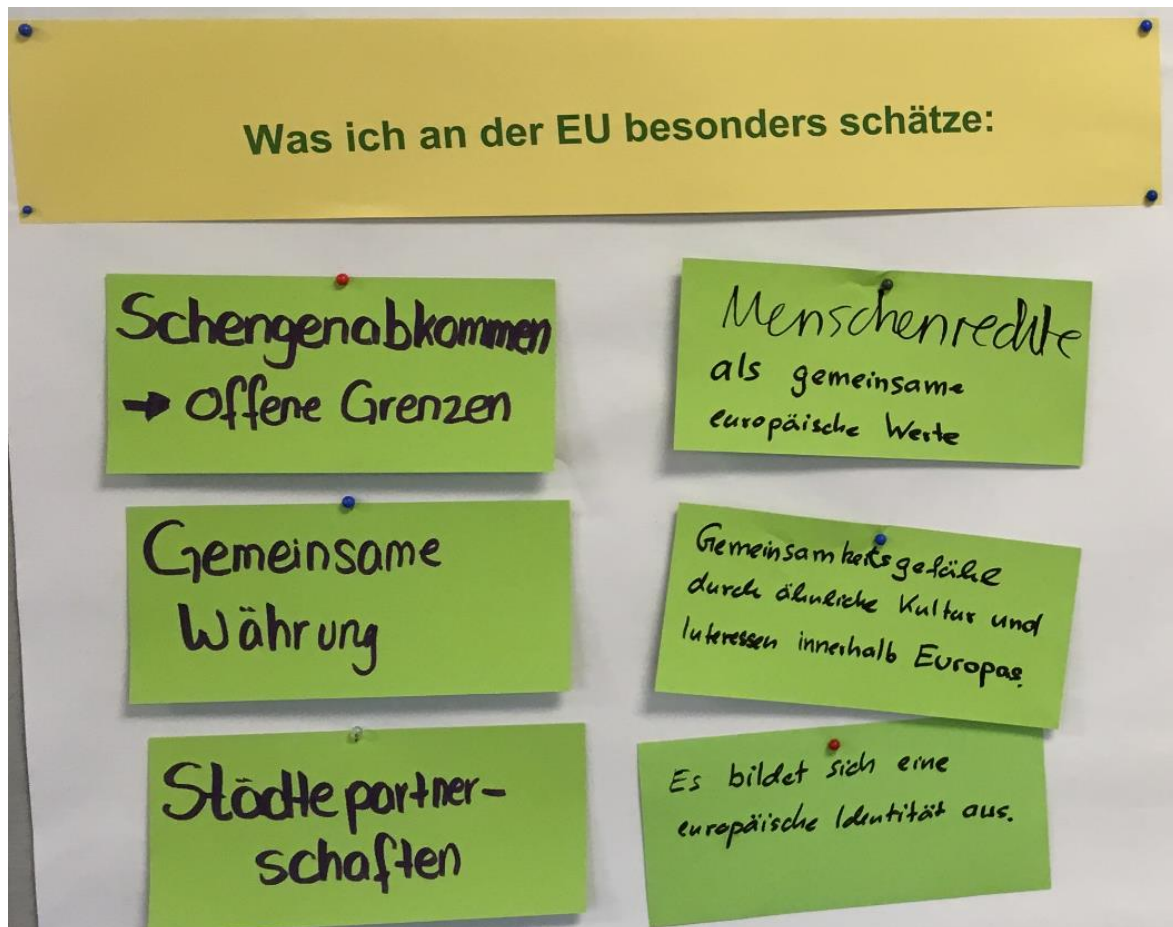 Was ich an der EU besonders schätze:
Schengenabkommen
→ Offene Grenzen
Menschenrechte
als gemeinsame
europäische Werte
Gemeinsame
Währung
Gemeinsamkeitsgefühl
durch ähnliche Kultur und
Interessen innerhalb Europas.
Städtepartner-
schaften
Es bildet sich eine
europäische Identität aus.